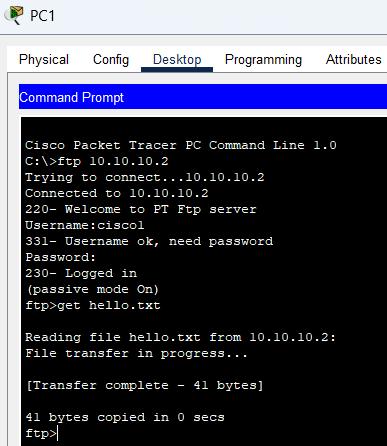 PC1
Physical Config Desktop Programming Attributes
Command Prompt
Cisco Packet Tracer PC Command Line 1.0
C:\>ftp 10.10.10.2
Trying to connect...10.10.10.2
Connected to 10.10.10.2
220- Welcome to PT Ftp server
Username:cisco1
331- Username ok, need password
Password:
230- Logged in
(passive mode On)
ftp>get hello.txt
Reading file hello.txt from 10.10.10.2:
File transfer in progress...
[Transfer complete - 41 bytes]
41 bytes copied in 0 secs
ftp>